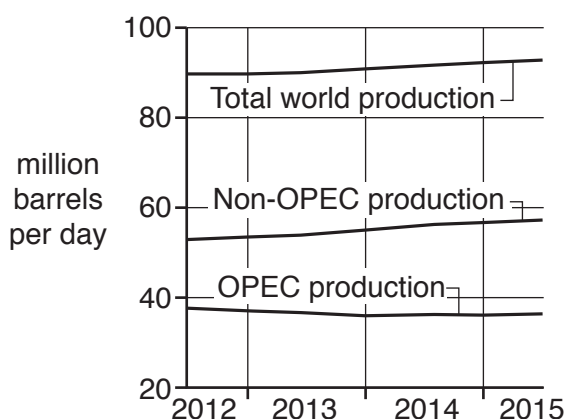 100
Total world production
80
million
barrels
per day
Non-OPEC production
60
OPEC production
40
20
2012 2013 2014 2015